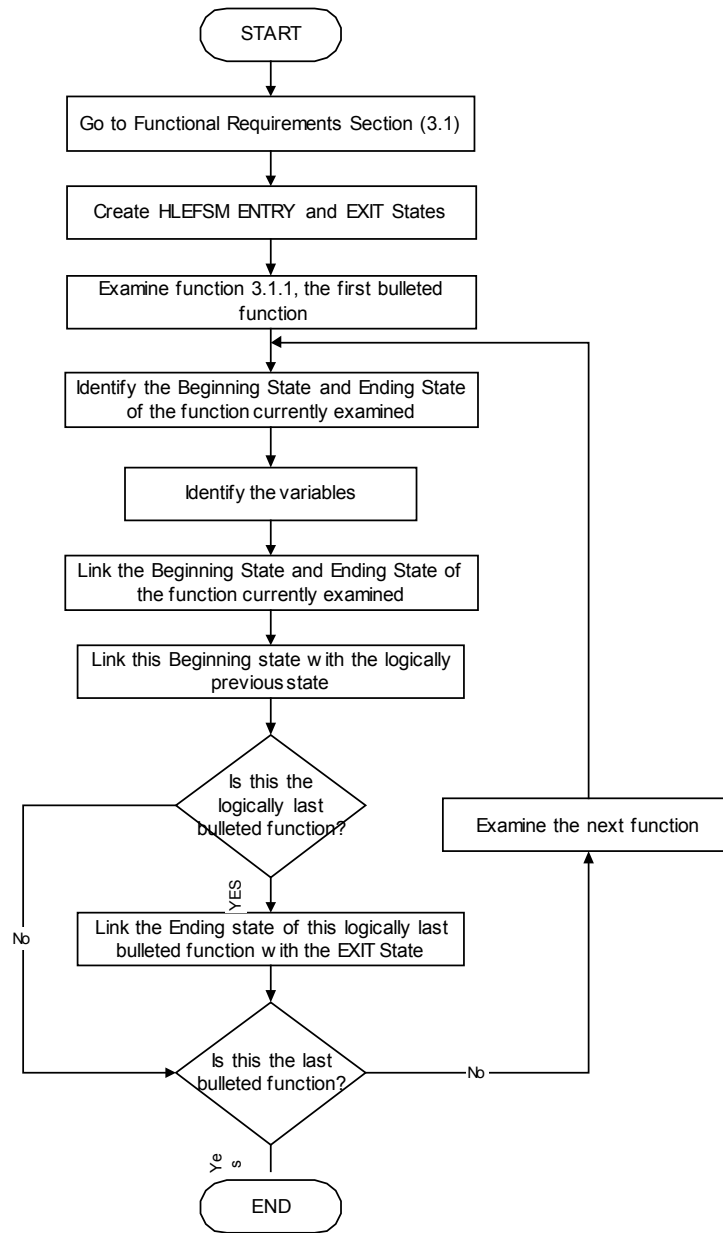 START
Go to Functional Requirements Section (3.1)
Create HLEFSM ENTRY and EXIT States
Examine function 3.1.1, the first bulleted
function
Identify the Beginning State and Ending State
of the function currently examined
Identify the variables
Link the Beginning State and Ending State of
the function currently examined
Link this Beginning state with the logically
previous state
Is this the
logically last
bulleted function?
Examine the next function
YES
No
Link the Ending state of this logically last
bulleted function with the EXIT State
Is this the last
bulleted function?
No
Ye
s
END